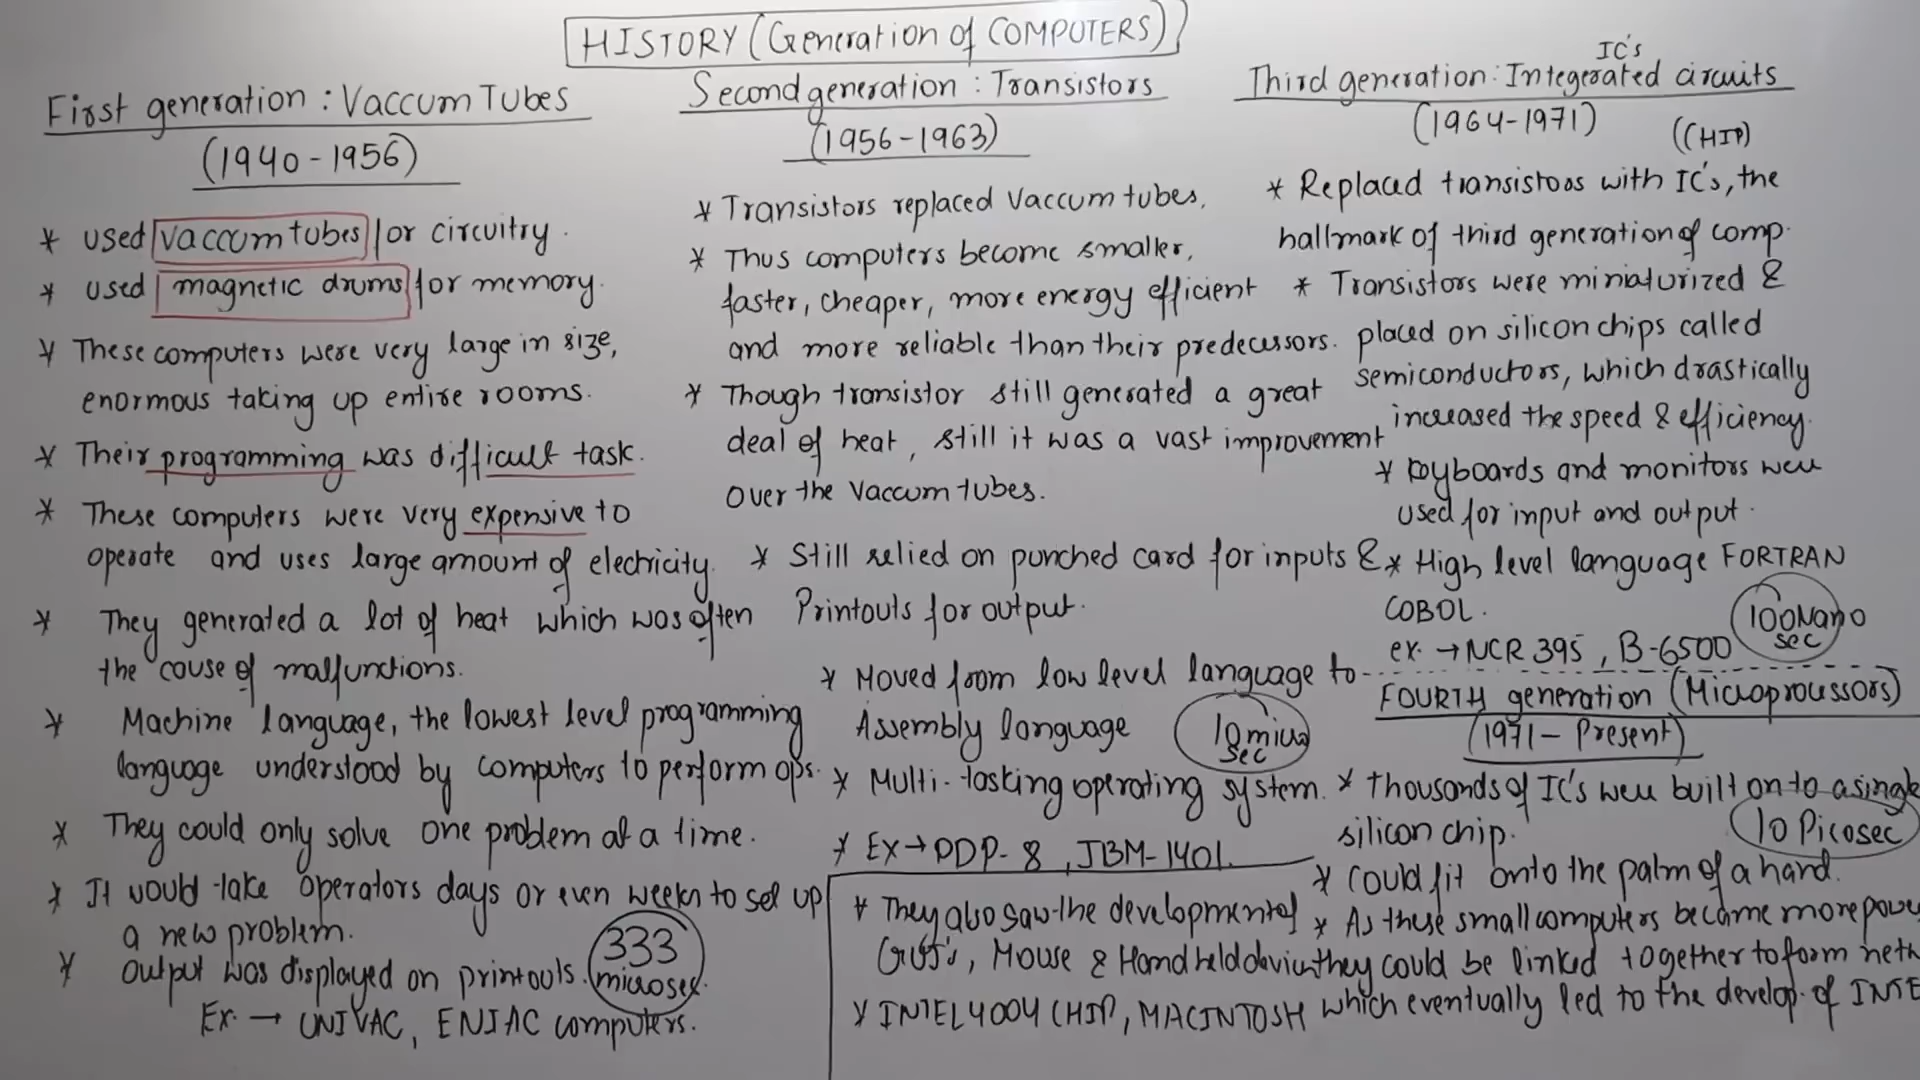 HISTORY (Generation of COMPUTERS)
First generation : Vaccum Tubes
(1940-1956)
* used vaccum tubes for circuitry.
* used magnetic drums for memory.
* These computers were very large in size,
enormous taking up entire rooms.
* Their programming was difficult task.
* These computers were very expensive to
operate and uses large amount of electricity.
* They generated a lot of heat which was often
the cause of malfunctions.
* Machine language, the lowest level programming
language understood by computers to perform ops.
* They could only solve one problem at a time.
* It would take operators days or even weeks to set up
a new problem.
* Output was displayed on printouts.
333
microsec.
Ex. → UNIVAC, ENIAC computers.
Second generation : Transistors
(1956-1963)
* Transistors replaced Vaccum tubes.
* Thus computers become smaller,
faster, cheaper, more energy efficient
and more reliable than their predecessors.
* Though transistor still generated a great
deal of heat, still it was a vast improvement
over the Vaccum tubes.
* Still relied on punched card for inputs &
Printouts for output.
* Moved from low level language to
Assembly language
10 micro
sec
* Multi-tasking operating system.
* Ex → PDP-8, IBM-1401.
IC's
Third generation : Integerated circuits
(1964-1971)
(CHIP)
* Replaced transistors with IC's, the
hallmark of third generation of comp.
* Transistors were miniaturized &
placed on silicon chips called
semiconductors, which drastically
increased the speed & efficiency.
* keyboards and monitors were
used for input and output.
* High level language FORTRAN
COBOL.
100 Nano
sec
ex. → NCR 395, B-6500
FOURTH generation (Microprocessors)
(1971 - Present)
* Thousands of IC's were built on to a single
silicon chip.
10 Picosec
* Could fit onto the palm of a hand.
* As these small computers became more powe
they could be linked together to form netw
which eventually led to the develop. of INTE
* They also saw the development of
GUI's, Mouse & Hand held devices
* INTEL 4004 CHIP, MACINTOSH